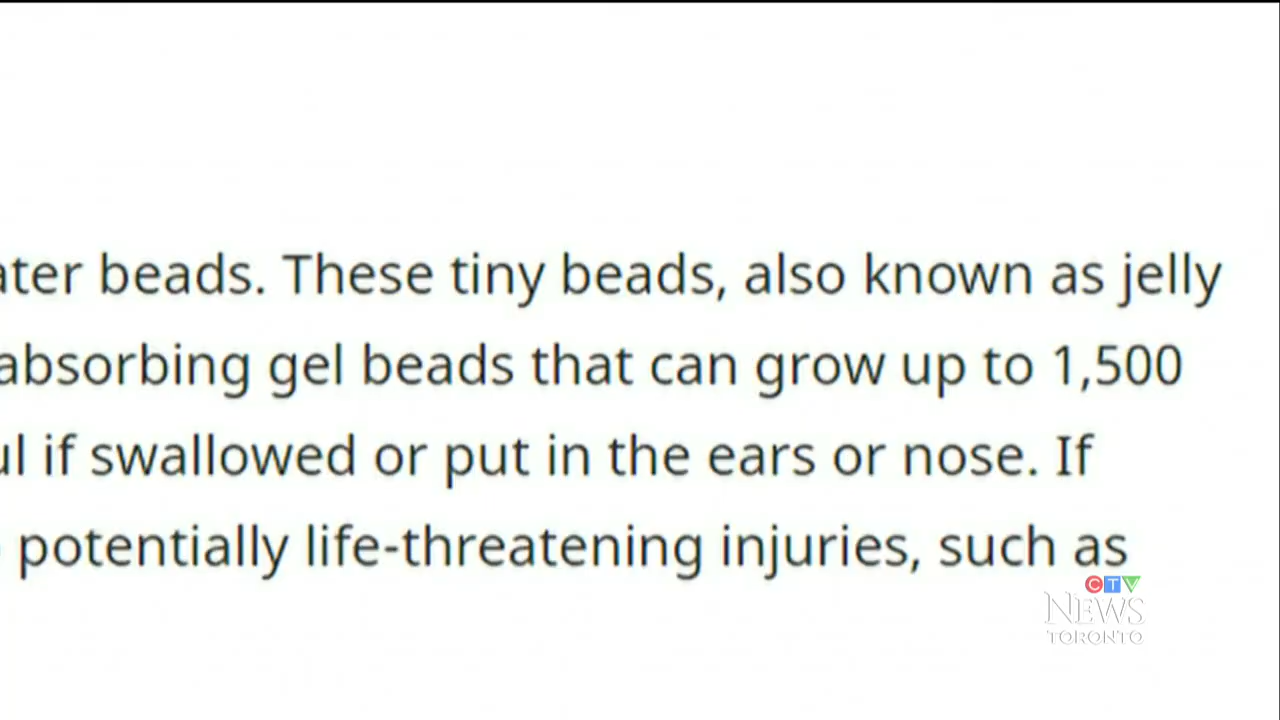 ater beads. These tiny beads, also known as jelly
absorbing gel beads that can grow up to 1,500
ul if swallowed or put in the ears or nose. If
potentially life-threatening injuries, such as
CTV
NEWS
TORONTO